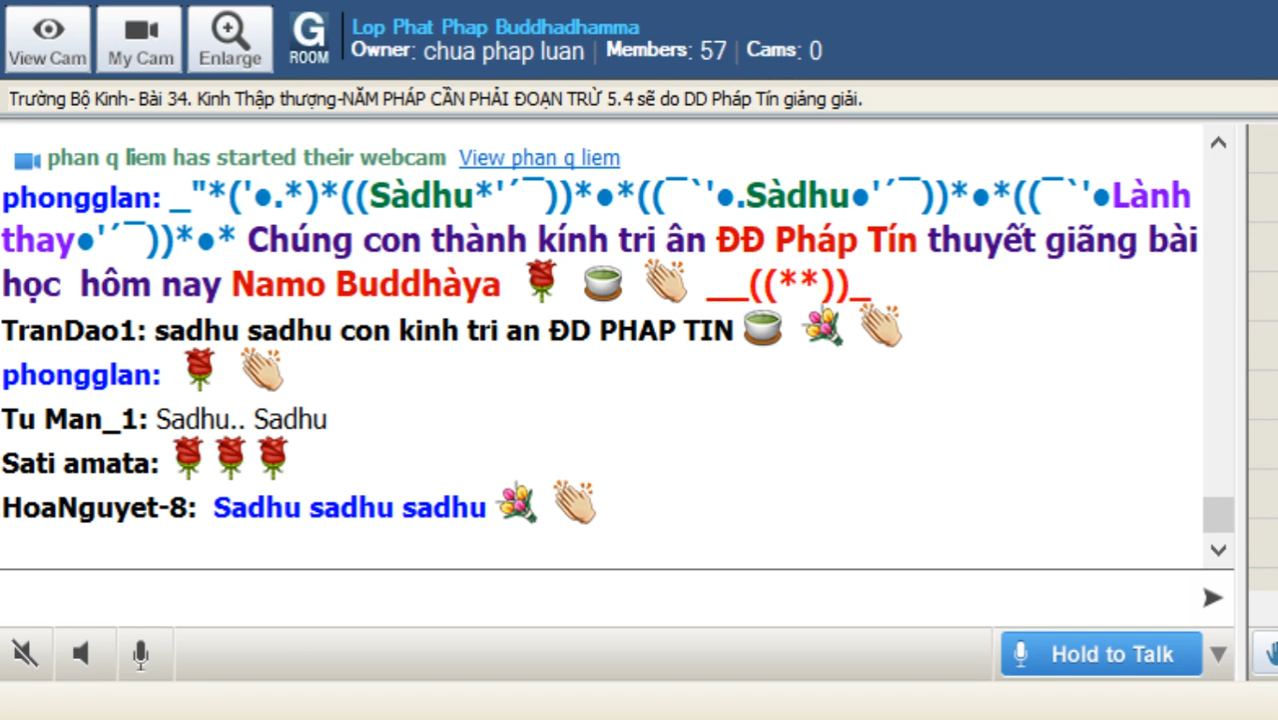 View Cam
My Cam
Enlarge
G ROOM
Lop Phat Phap Buddhadhamma
Owner: chua phap luan | Members: 57 | Cams: 0
Trường Bộ Kinh- Bài 34. Kinh Thập thượng-NĂM PHÁP CẦN PHẢI ĐOẠN TRỪ 5.4 sẽ do DD Pháp Tín giảng giải.
phan q liem has started their webcam View phan q liem
phongglan: _"*('●.*)*((Sàdhu*'´¯))*●*((¯`'●.Sàdhu●'´¯))*●*((¯`'●Lành
thay●'´¯))*●* Chúng con thành kính tri ân ĐĐ Pháp Tín thuyết giãng bài
học hôm nay Namo Buddhàya 🌹 🍵 👏 __((**))_
TranDao1: sadhu sadhu con kinh tri an ĐD PHAP TIN 🍵 💐 👏
phongglan: 🌹 👏
Tu Man_1: Sadhu.. Sadhu
Sati amata: 🌹🌹🌹
HoaNguyet-8: Sadhu sadhu sadhu 💐 👏
Hold to Talk